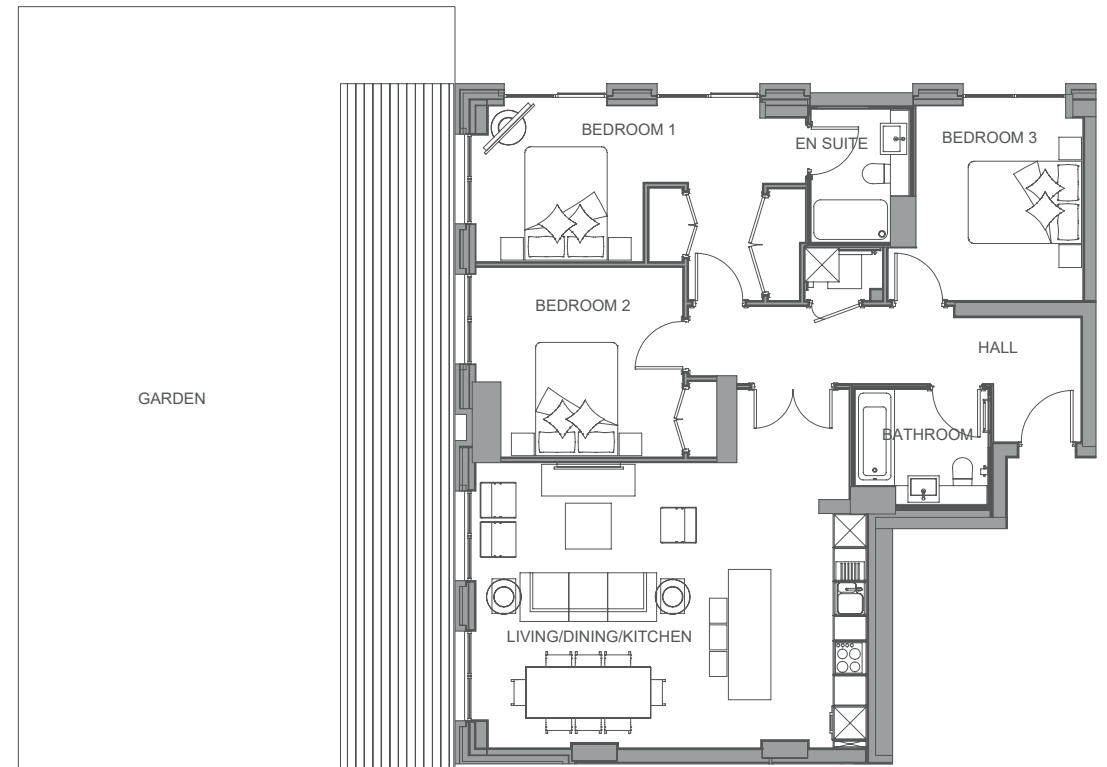 BEDROOM 1
EN SUITE
BEDROOM 3
BEDROOM 2
HALL
GARDEN
BATHROOM
LIVING/DINING/KITCHEN